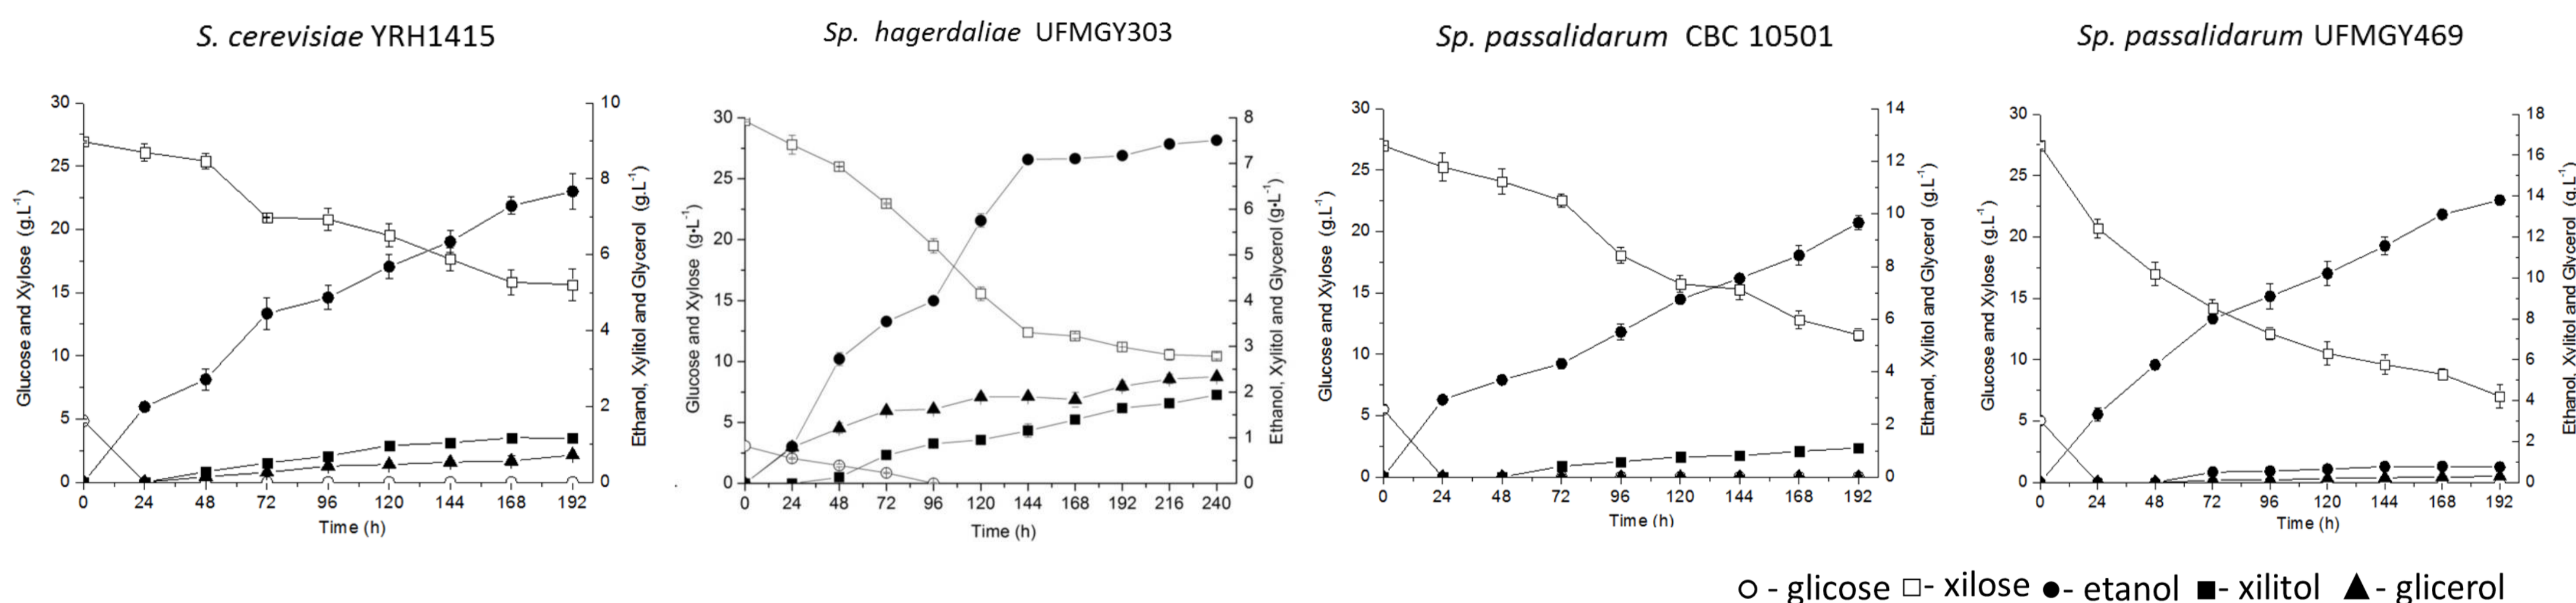 S. cerevisiae YRH1415
Sp. hagerdaliae UFMGY303
Sp. passalidarum CBC 10501
Sp. passalidarum UFMGY469
30
25
20
15
10
5
0
Glucose and Xylose (g.L⁻¹)
10
8
6
4
2
0
Ethanol, Xylitol and Glycerol (g.L⁻¹)
0 24 48 72 96 120 144 168 192
Time (h)
30
25
20
15
10
5
0
Glucose and Xylose (g•L⁻¹)
8
7
6
5
4
3
2
1
0
Ethanol, Xylitol and Glycerol (g•L⁻¹)
0 24 48 72 96 120 144 168 192 216 240
Time (h)
30
25
20
15
10
5
0
Glucose and Xylose (g.L⁻¹)
14
12
10
8
6
4
2
0
Ethanol, Xylitol and Glycerol (g.L⁻¹)
0 24 48 72 96 120 144 168 192
Time (h)
30
25
20
15
10
5
0
Glucose and Xylose (g.L⁻¹)
18
16
14
12
10
8
6
4
2
0
Ethanol, Xylitol and Glycerol (g.L⁻¹)
0 24 48 72 96 120 144 168 192
Time (h)
- glicose - xilose - etanol - xilitol - glicerol